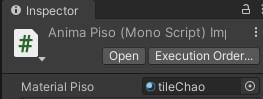 Inspector
Anima Piso (Mono Script) Imp
Open
Execution Order...
Material Piso
tileChao